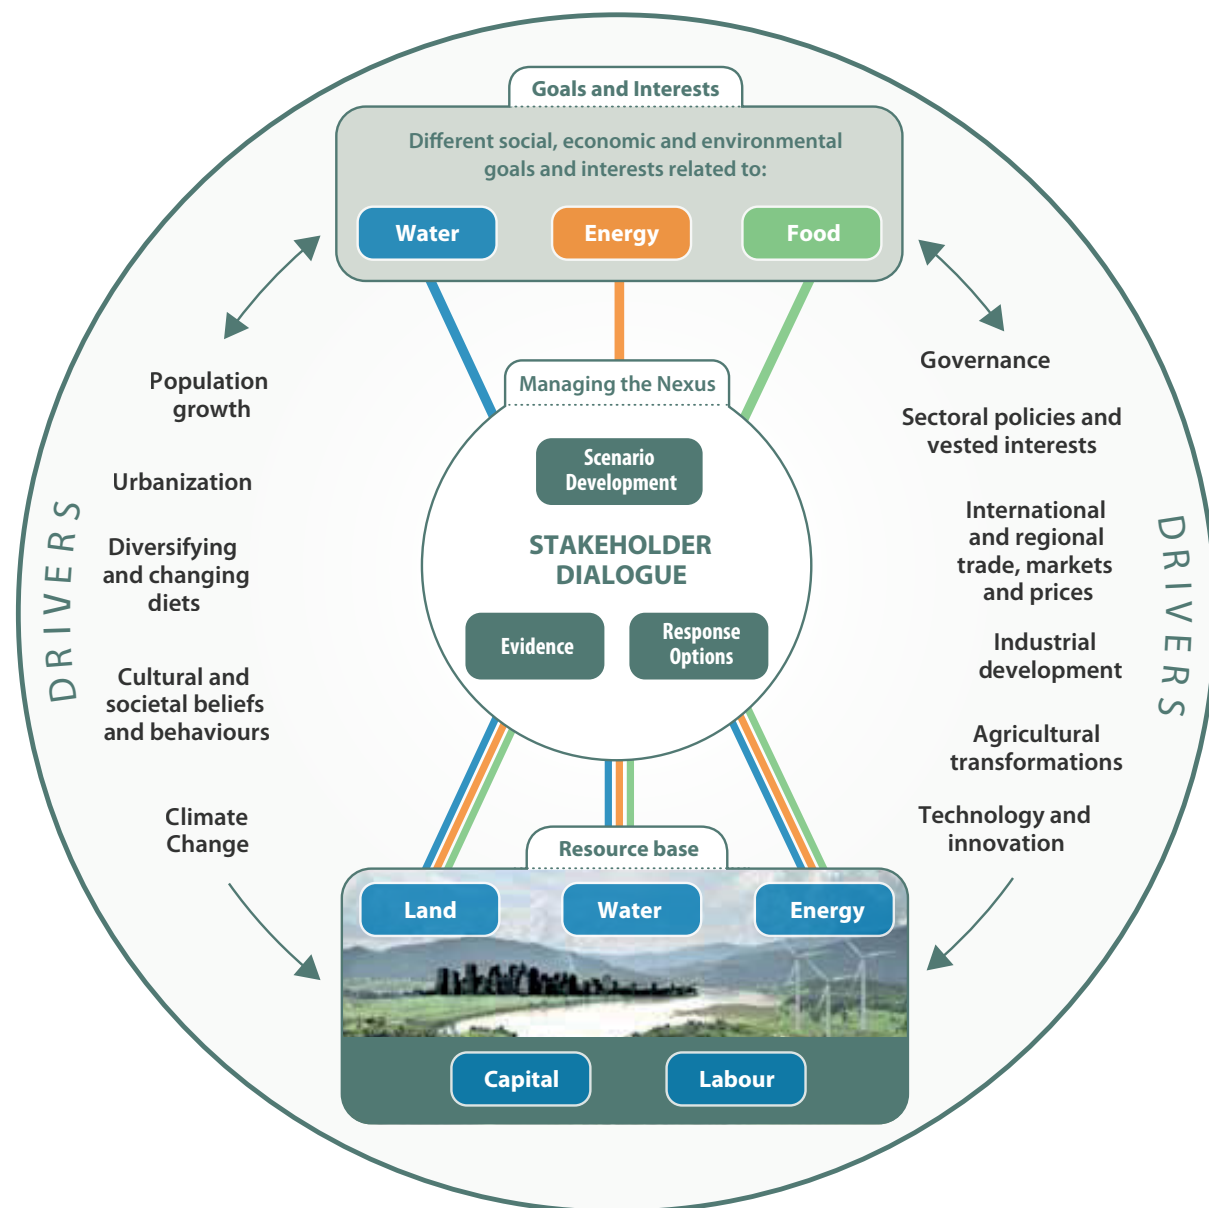 Goals and Interests
Different social, economic and environmental
goals and interests related to:
Water
Energy
Food
Managing the Nexus
Scenario
Development
STAKEHOLDER
DIALOGUE
Evidence
Response
Options
DRIVERS
Population
growth
Urbanization
Diversifying
and changing
diets
Cultural and
societal beliefs
and behaviours
Climate
Change
Governance
Sectoral policies and
vested interests
International
and regional
trade, markets
and prices
Industrial
development
Agricultural
transformations
Technology and
innovation
DRIVERS
Resource base
Land
Water
Energy
Capital
Labour